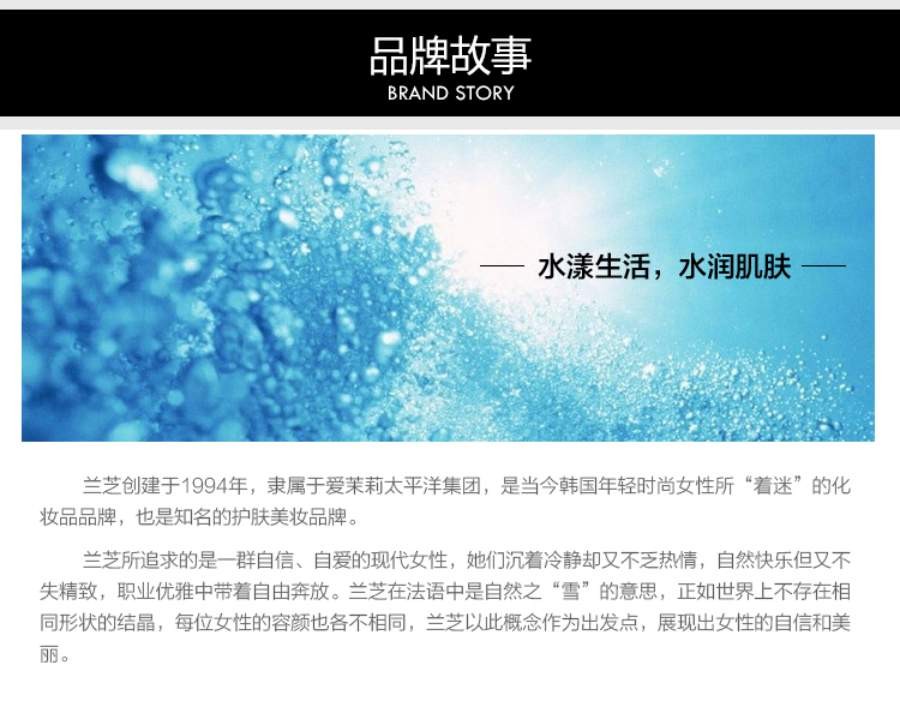 品牌故事
BRAND STORY
水漾生活，水润肌肤
兰芝创建于1994年，隶属于爱茉莉太平洋集团，是当今韩国年轻时尚女性所“着迷”的化
妆品品牌，也是知名的护肤美妆品牌。
兰芝所追求的是一群自信、自爱的现代女性，她们沉着冷静却又不乏热情，自然快乐但又不
失精致，职业优雅中带着自由奔放。兰芝在法语中是自然之“雪”的意思，正如世界上不存在相
同形状的结晶，每位女性的容颜也各不相同，兰芝以此概念作为出发点，展现出女性的自信和美
丽。